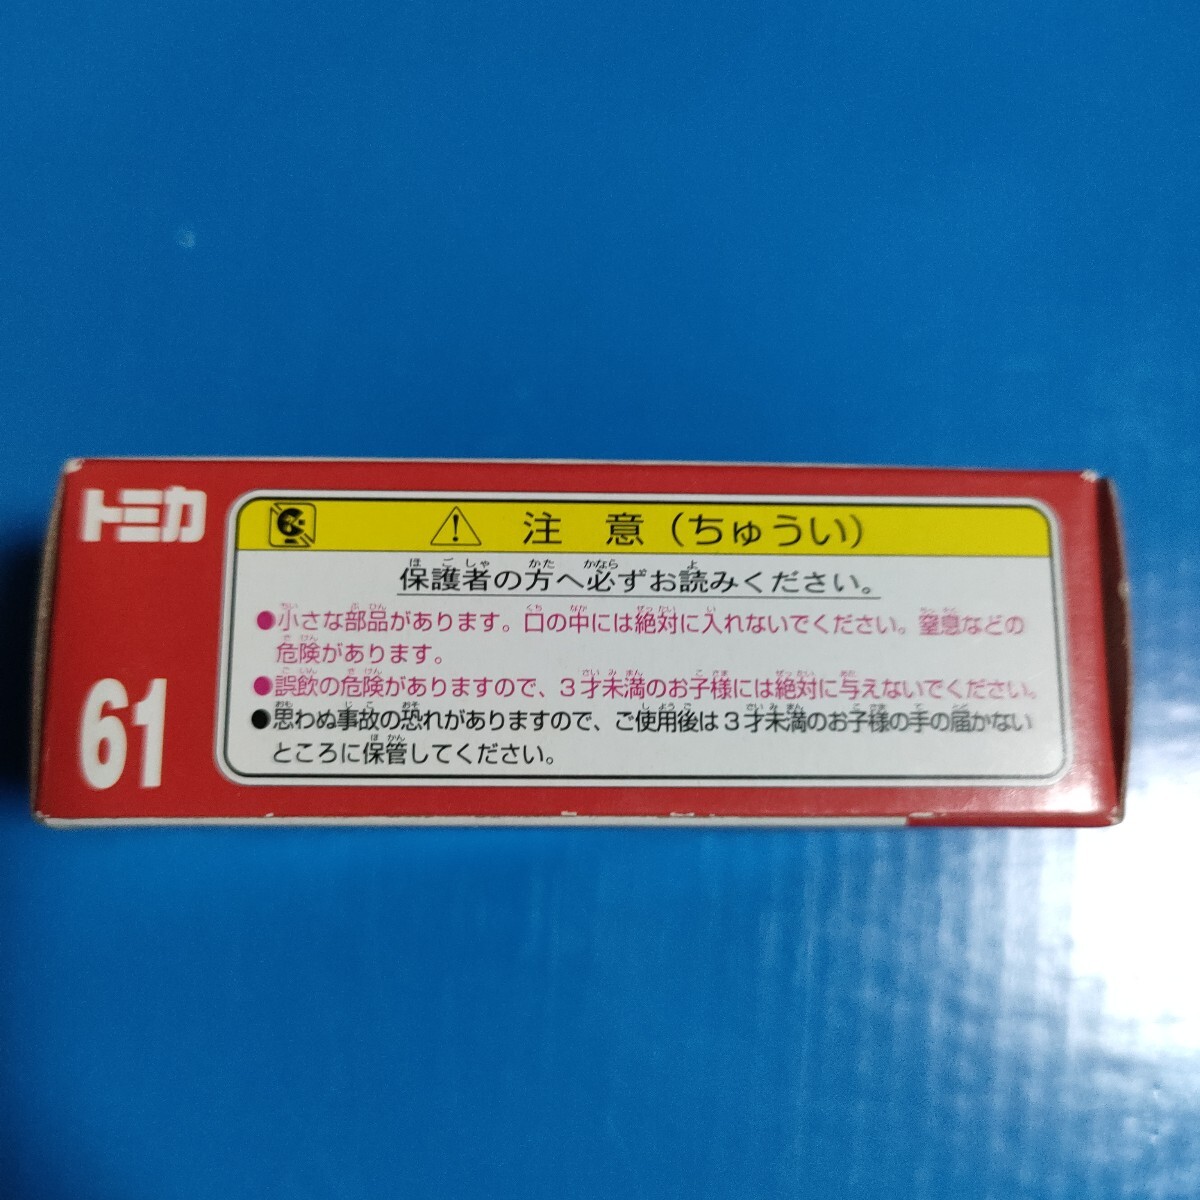 トミカ
61
注 意（ちゅうい）
保護者の方へ必ずお読みください。
●小さな部品があります。口の中には絶対に入れないでください。窒息などの
危険があります。
●誤飲の危険がありますので、3才未満のお子様には絶対に与えないでください。
●思わぬ事故の恐れがありますので、ご使用後は3才未満のお子様の手の届かない
ところに保管してください。